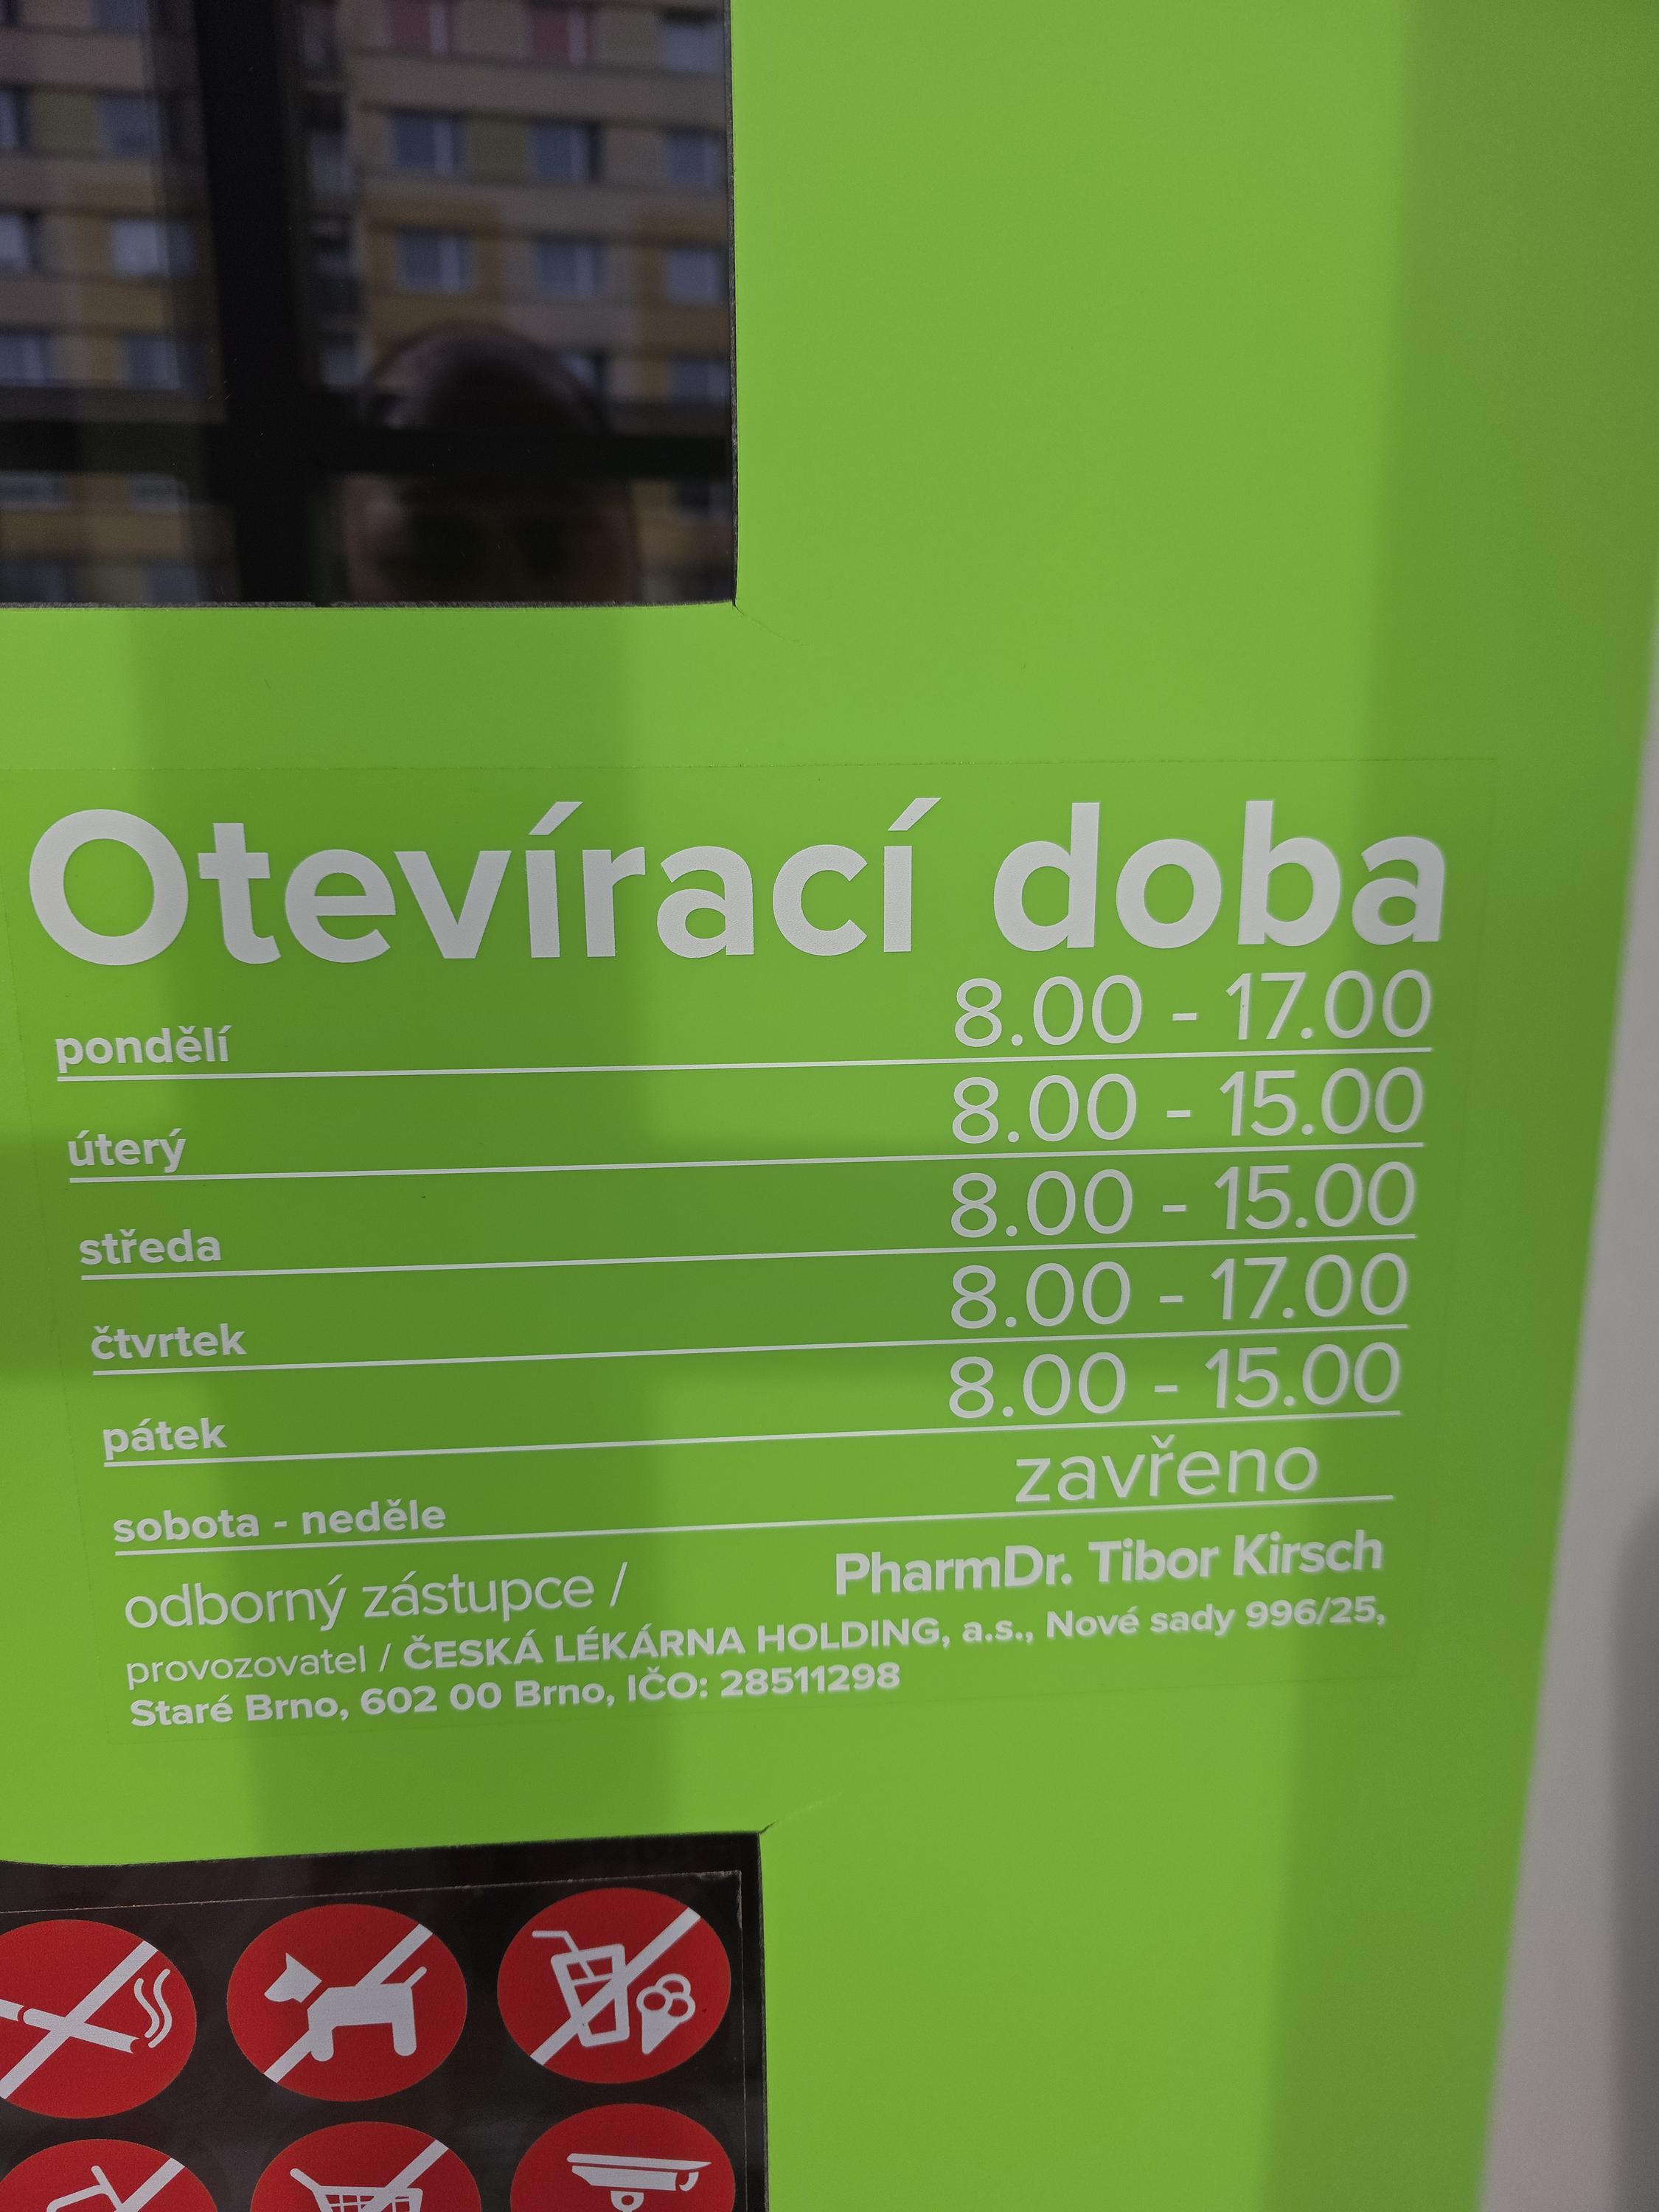 Otevírací doba
pondělí 8.00 - 17.00
úterý 8.00 - 15.00
středa 8.00 - 15.00
čtvrtek 8.00 - 17.00
pátek 8.00 - 15.00
sobota - neděle zavřeno
odborný zástupce / PharmDr. Tibor Kirsch
provozovatel / ČESKÁ LÉKÁRNA HOLDING, a.s., Nové sady 996/25,
Staré Brno, 602 00 Brno, IČO: 28511298